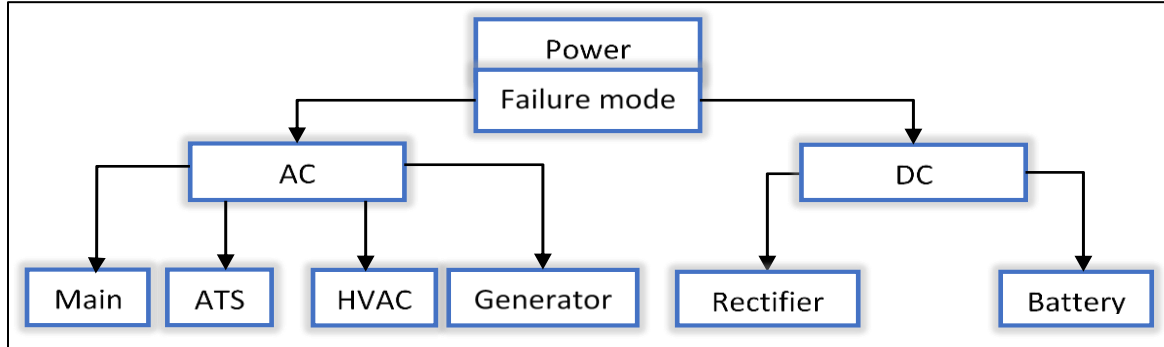 Power
Failure mode
AC
DC
Main
ATS
HVAC
Generator
Rectifier
Battery